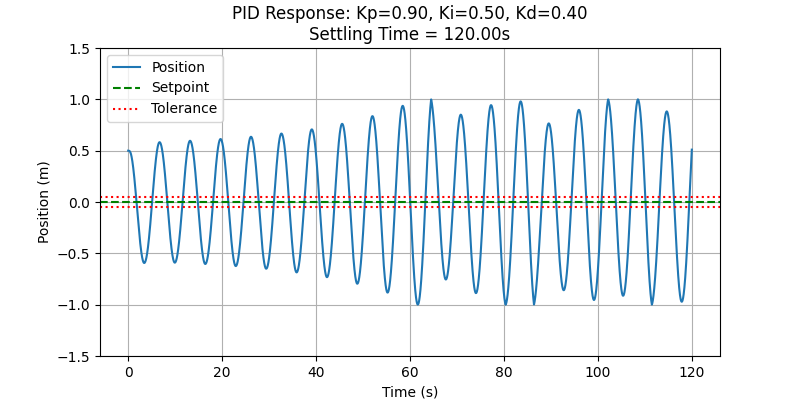 PID Response: Kp=0.90, Ki=0.50, Kd=0.40
Settling Time = 120.00s
1.5
1.0
0.5
0.0
−0.5
−1.0
−1.5
Position (m)
Position
Setpoint
Tolerance
0 20 40 60 80 100 120
Time (s)